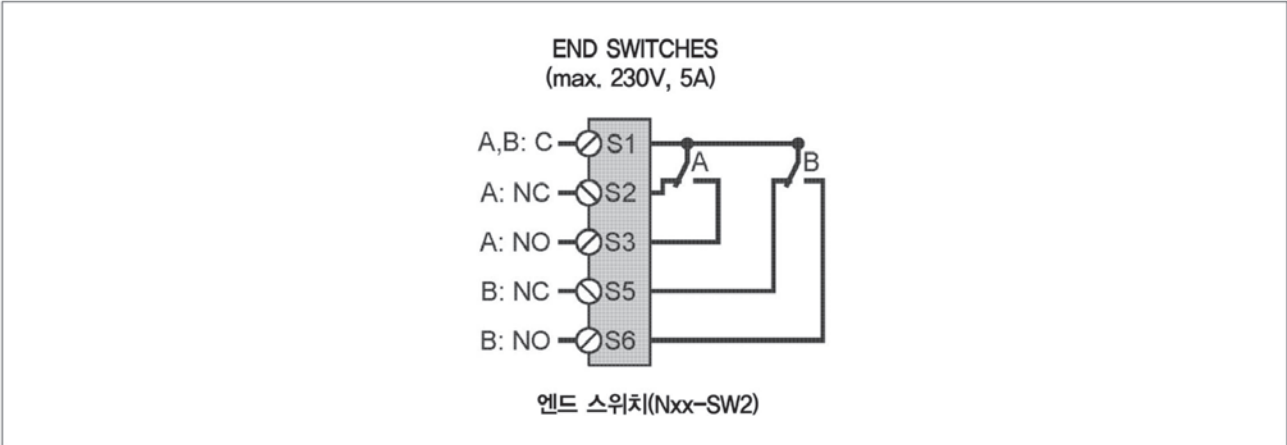 END SWITCHES
(max. 230V, 5A)
A,B: C S1
A B
A: NC S2
A: NO S3
B: NC S5
B: NO S6
엔드 스위치(Nxx-SW2)